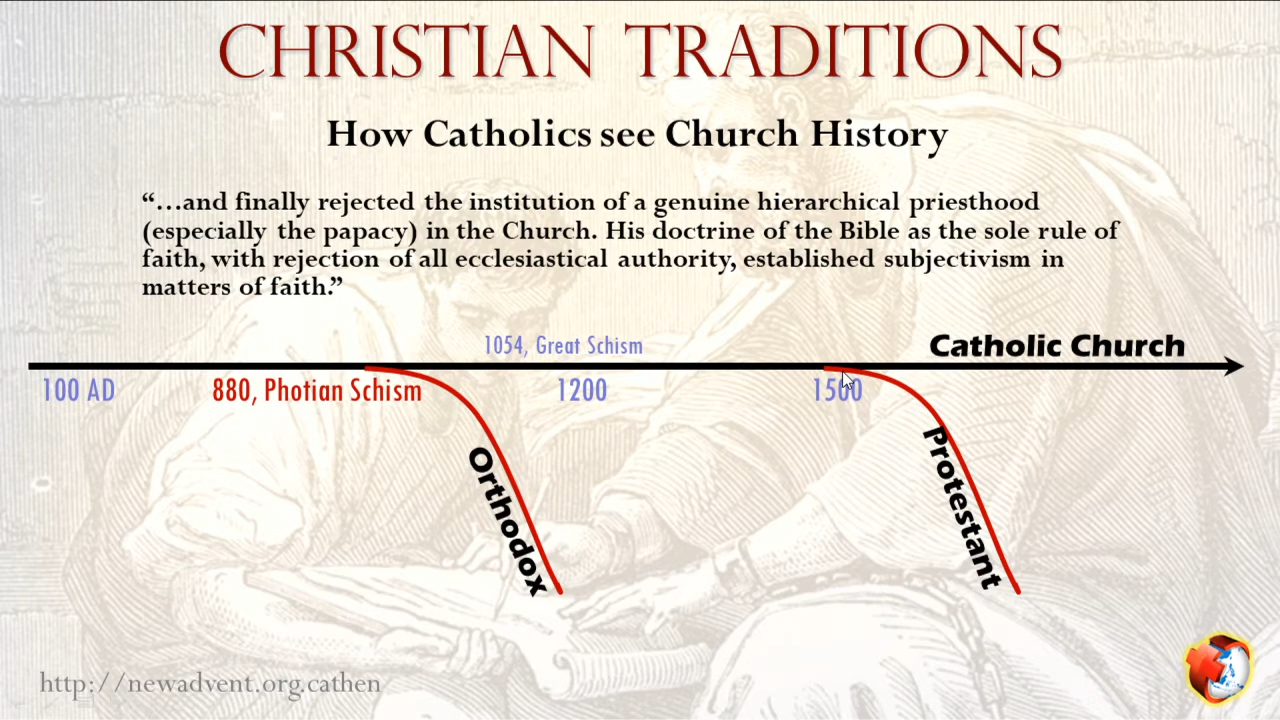 CHRISTIAN TRADITIONS
How Catholics see Church History
“…and finally rejected the institution of a genuine hierarchical priesthood
(especially the papacy) in the Church. His doctrine of the Bible as the sole rule of
faith, with rejection of all ecclesiastical authority, established subjectivism in
matters of faith.”
1054, Great Schism
Catholic Church
100 AD
880, Photian Schism
1200
1500
Orthodox
Protestant
http://newadvent.org.cathen